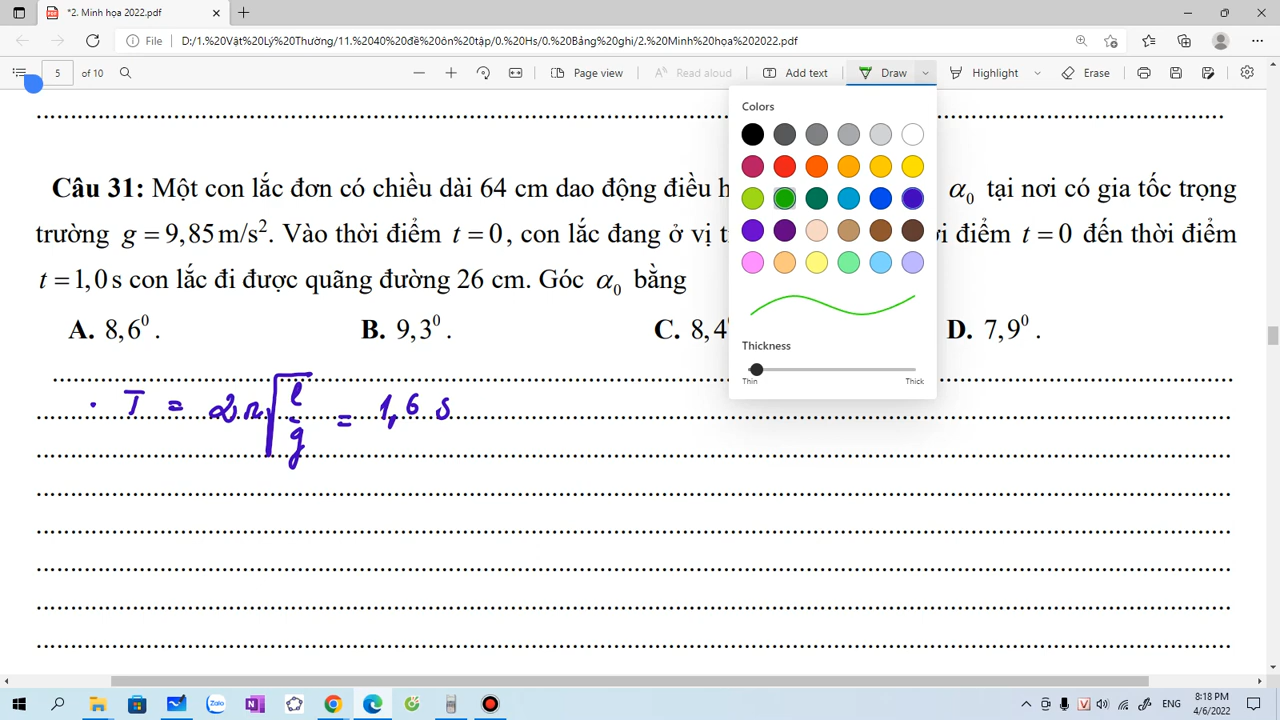 *2. Minh họa 2022.pdf
File D:/1.%20Vật%20Lý%20Thường/11.%2040%20đề%20ôn%20tập/0.%20Hs/0.%20Bảng%20ghi/2.%20Minh%20họa%202022.pdf
5 of 10 Page view Read aloud Add text Draw Highlight Erase
Colors
Thickness
Thin Thick
Câu 31: Một con lắc đơn có chiều dài 64 cm dao động điều h α₀ tại nơi có gia tốc trọng
trường g = 9,85 m/s². Vào thời điểm t = 0, con lắc đang ở vị t điểm t = 0 đến thời điểm
t = 1,0 s con lắc đi được quãng đường 26 cm. Góc α₀ bằng
A. 8,6⁰. B. 9,3⁰. C. 8,4 D. 7,9⁰.
. T = 2π√(l/g) = 1,6 s
Zalo ENG 8:18 PM
4/6/2022